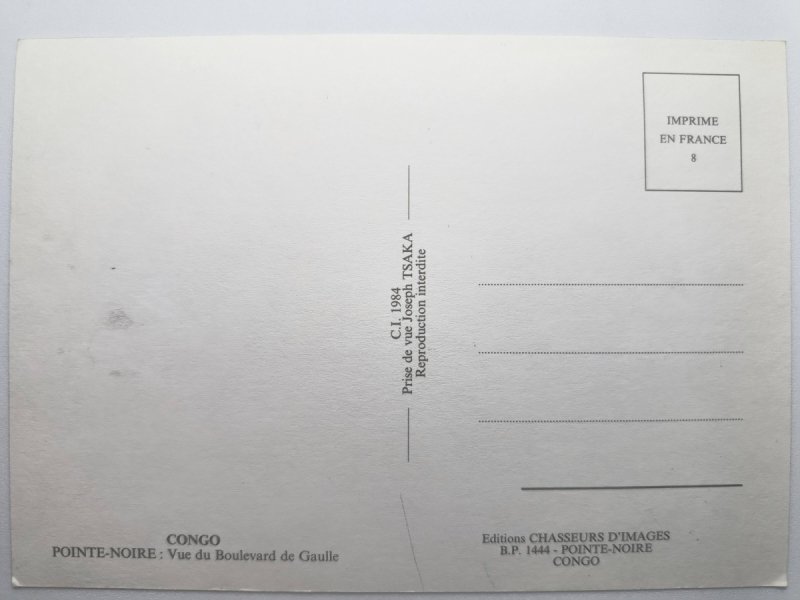 IMPRIME
EN FRANCE
8
C.I. 1984
Prise de vue Joseph TSAKA
Reproduction interdite
CONGO
POINTE-NOIRE : Vue du Boulevard de Gaulle
Editions CHASSEURS D'IMAGES
B.P. 1444 - POINTE-NOIRE
CONGO